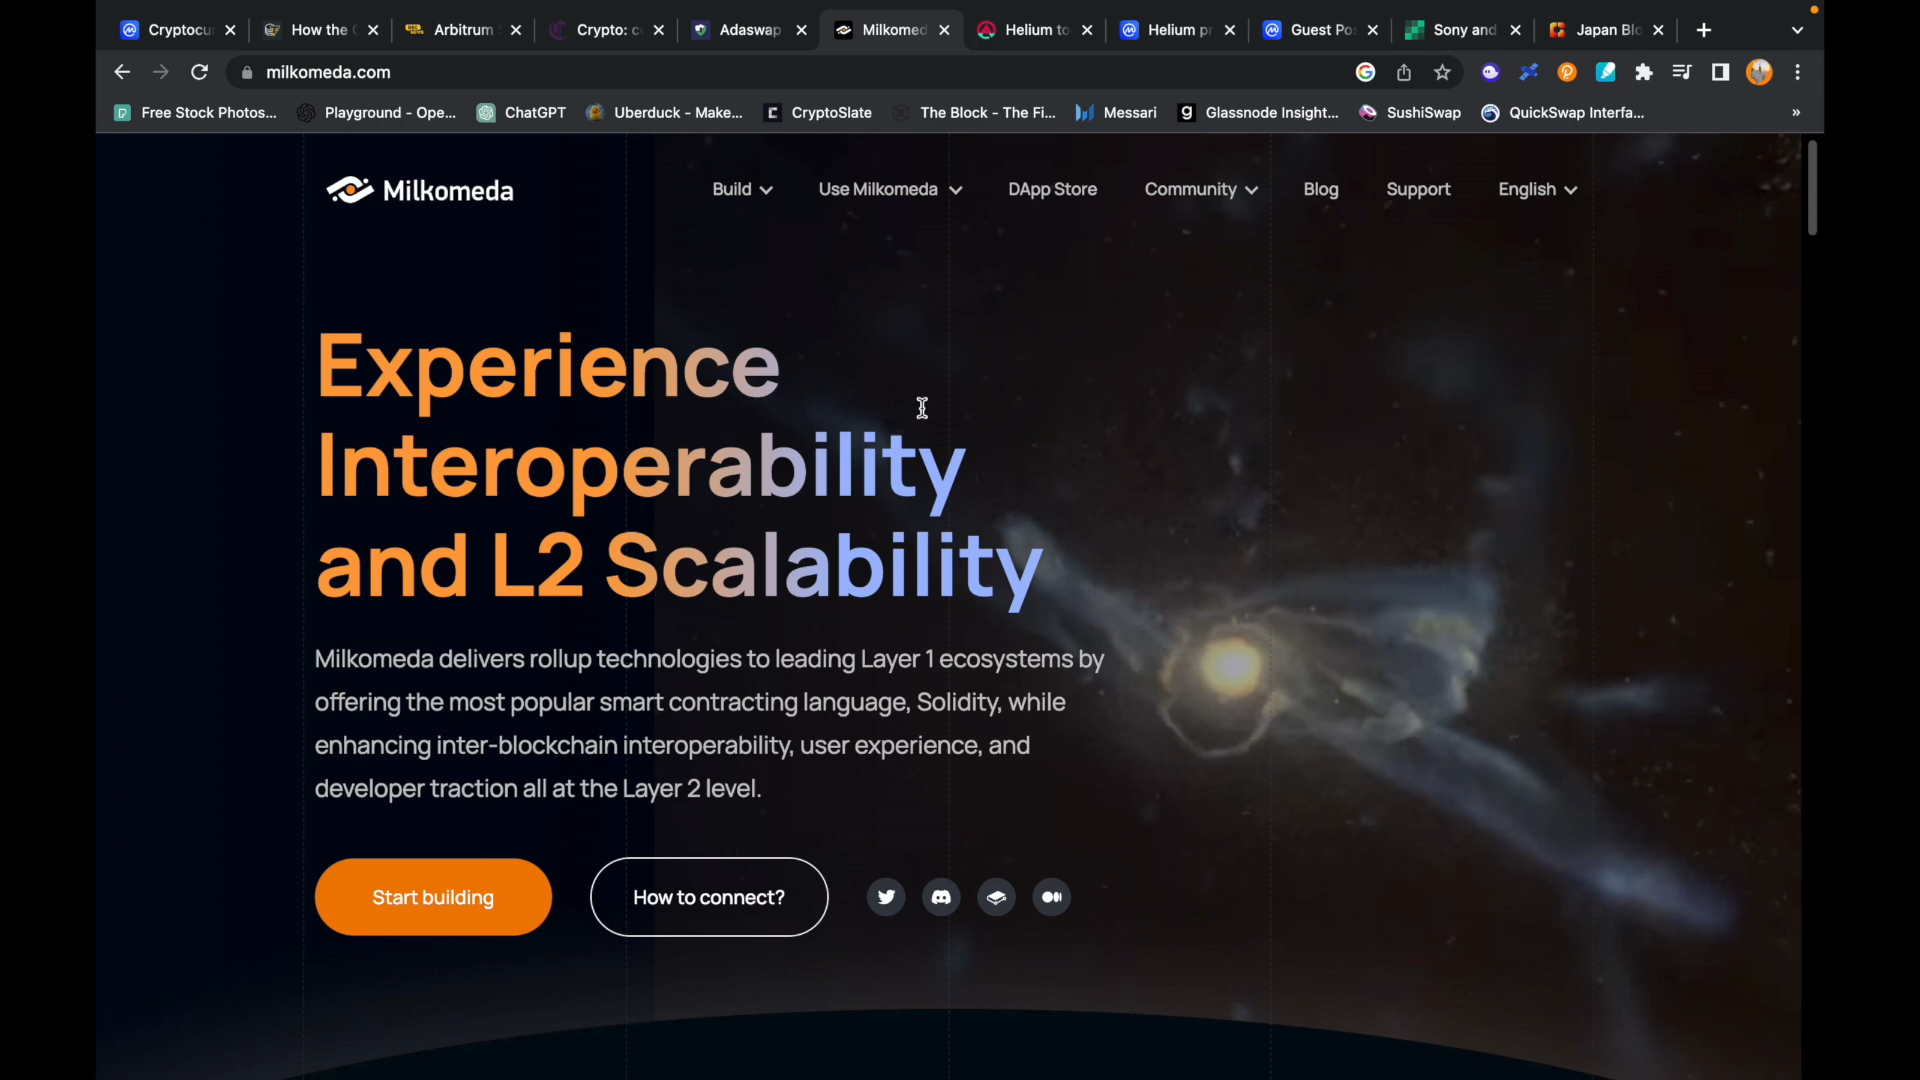 Cryptocur
How the
Arbitrum
Crypto: c
Adaswap
Milkomed
Helium to
Helium pr
Guest Pos
Sony and
Japan Blo
milkomeda.com
Free Stock Photos...
Playground - Ope...
ChatGPT
Uberduck - Make...
CryptoSlate
The Block - The Fi...
Messari
Glassnode Insight...
SushiSwap
QuickSwap Interfa...
»
Milkomeda
Build
Use Milkomeda
DApp Store
Community
Blog
Support
English
Experience
Interoperability
and L2 Scalability
Milkomeda delivers rollup technologies to leading Layer 1 ecosystems by
offering the most popular smart contracting language, Solidity, while
enhancing inter-blockchain interoperability, user experience, and
developer traction all at the Layer 2 level.
Start building
How to connect?